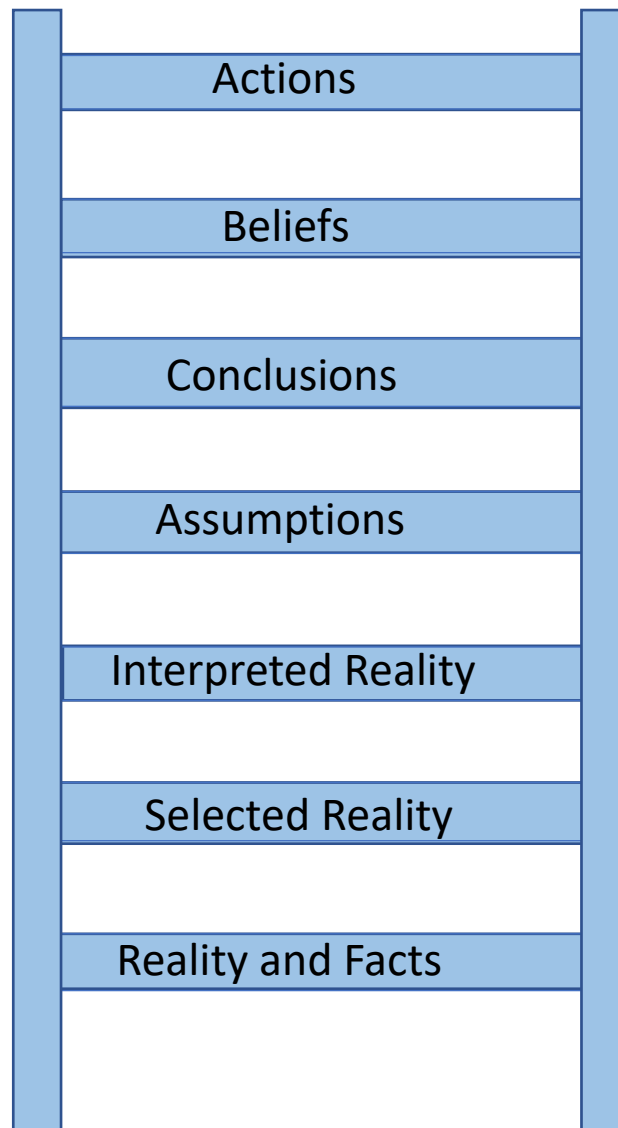 Actions
Beliefs
Conclusions
Assumptions
Interpreted Reality
Selected Reality
Reality and Facts